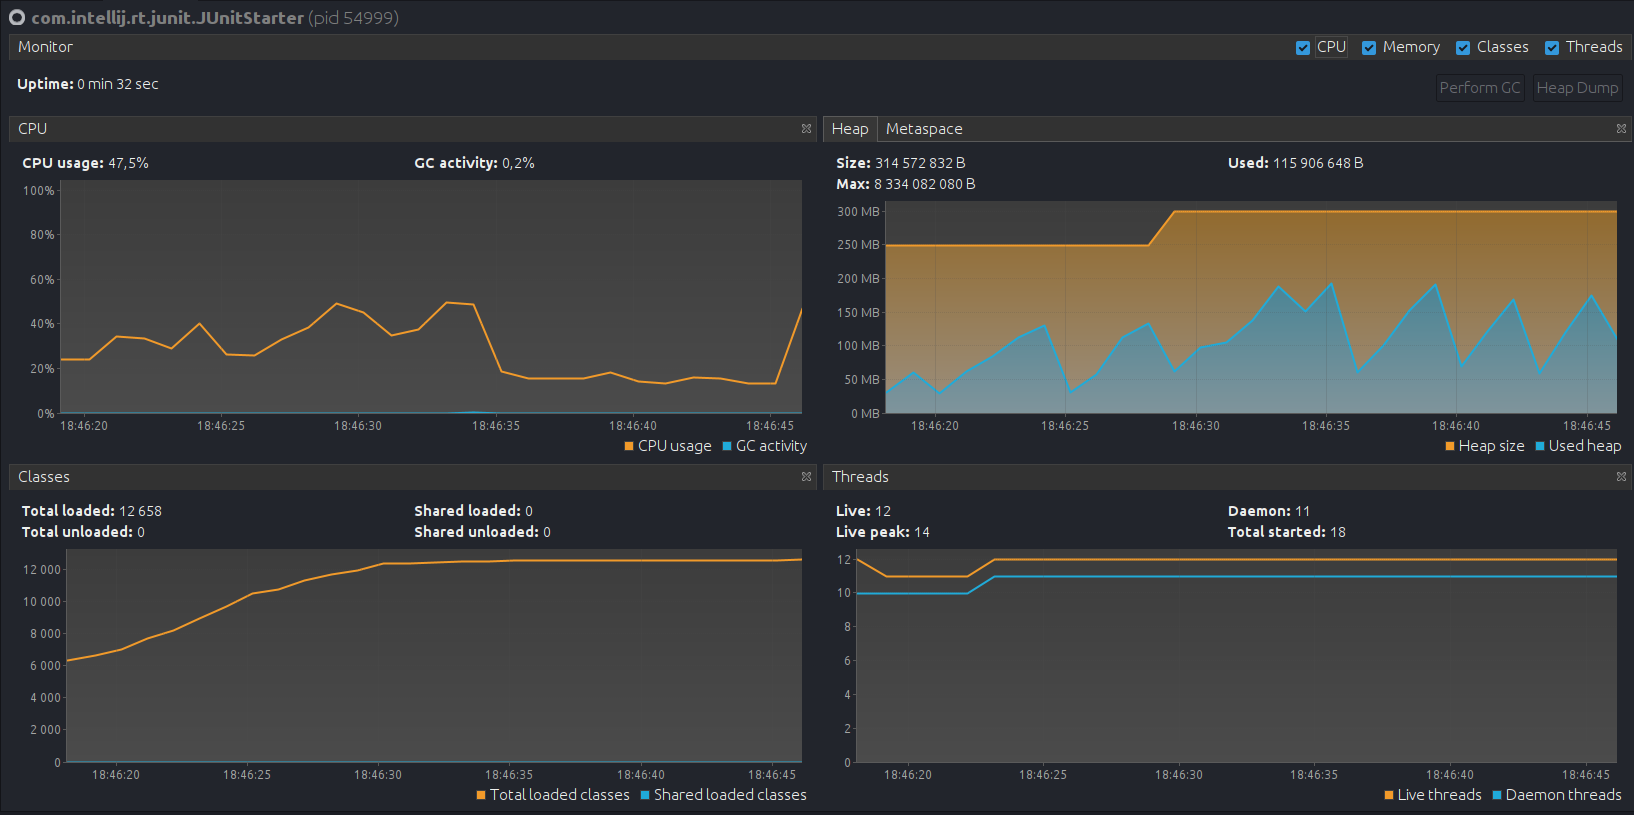 com.intellij.rt.junit.JUnitStarter (pid 54999)
Monitor
CPU Memory Classes Threads
Uptime: 0 min 32 sec
Perform GC Heap Dump
CPU
CPU usage: 47,5% GC activity: 0,2%
100%
80%
60%
40%
20%
0%
18:46:20 18:46:25 18:46:30 18:46:35 18:46:40 18:46:45
CPU usage GC activity
Heap Metaspace
Size: 314 572 832 B Used: 115 906 648 B
Max: 8 334 082 080 B
300 MB
250 MB
200 MB
150 MB
100 MB
50 MB
0 MB
18:46:20 18:46:25 18:46:30 18:46:35 18:46:40 18:46:45
Heap size Used heap
Classes
Total loaded: 12 658 Shared loaded: 0
Total unloaded: 0 Shared unloaded: 0
12 000
10 000
8 000
6 000
4 000
2 000
0
18:46:20 18:46:25 18:46:30 18:46:35 18:46:40 18:46:45
Total loaded classes Shared loaded classes
Threads
Live: 12 Daemon: 11
Live peak: 14 Total started: 18
12
10
8
6
4
2
0
18:46:20 18:46:25 18:46:30 18:46:35 18:46:40 18:46:45
Live threads Daemon threads